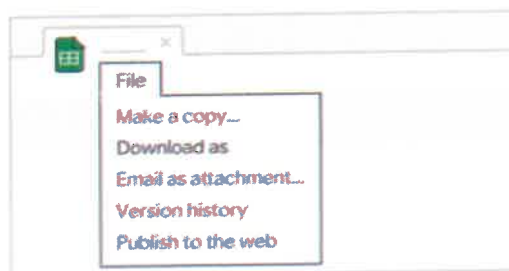 File
Make a copy...
Download as
Email as attachment...
Version history
Publish to the web